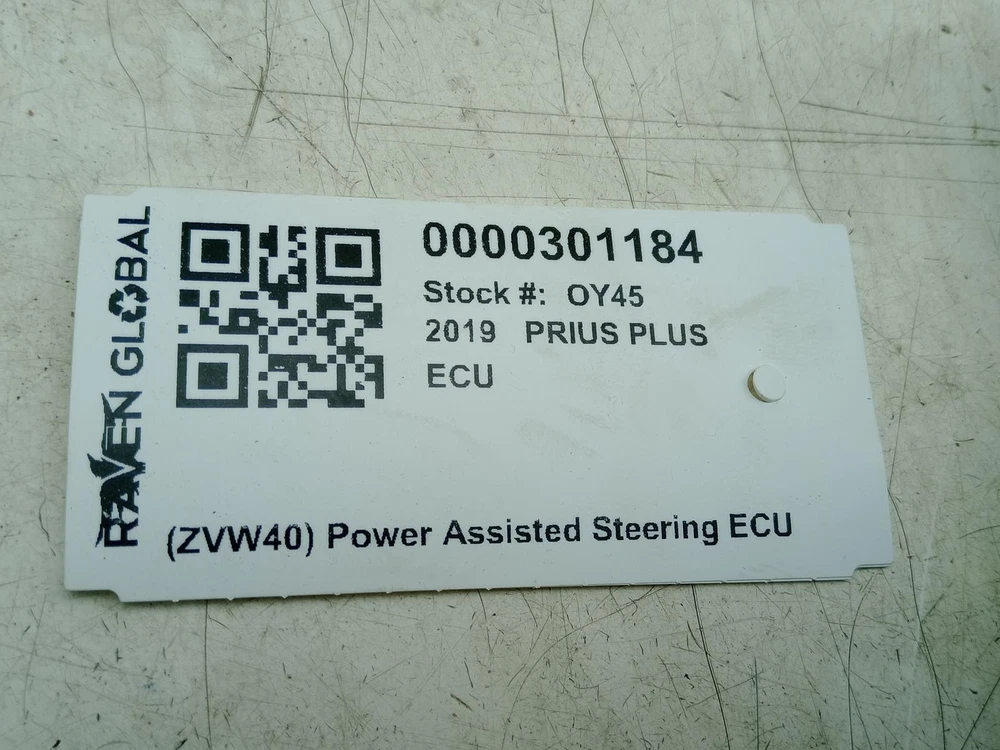 RAVEN GLOBAL
0000301184
Stock #: OY45
2019 PRIUS PLUS
ECU
(ZVW40) Power Assisted Steering ECU